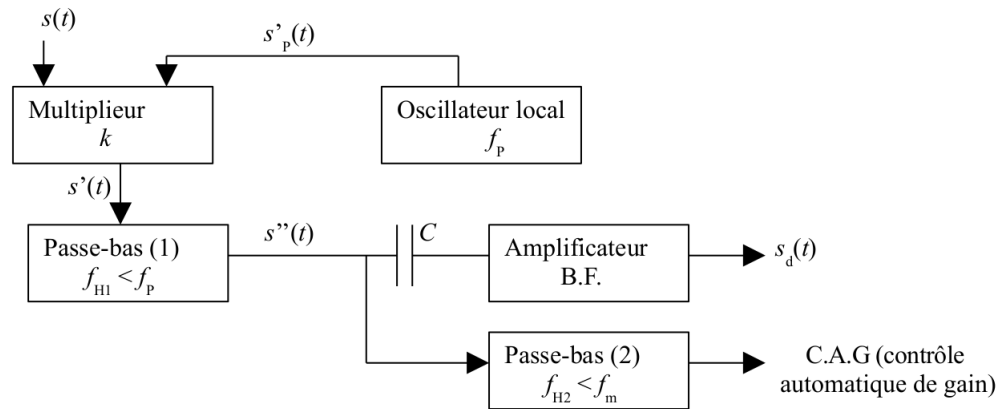 s(t)
s'P(t)
Multiplieur
k
Oscillateur local
fP
s'(t)
Passe-bas (1)
fH1 < fP
s''(t)
C
Amplificateur
B.F.
sd(t)
Passe-bas (2)
fH2 < fm
C.A.G (contrôle
automatique de gain)